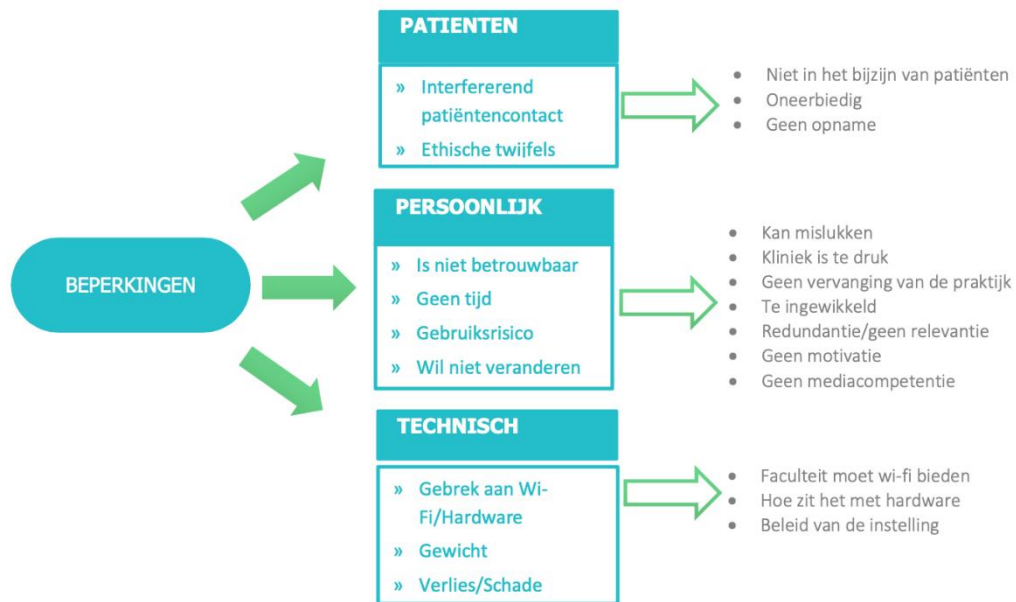 BEPERKINGEN
PATIENTEN
» Interfererend
patiëntencontact
» Ethische twijfels
• Niet in het bijzijn van patiënten
• Oneerbiedig
• Geen opname
PERSOONLIJK
» Is niet betrouwbaar
» Geen tijd
» Gebruiksrisico
» Wil niet veranderen
• Kan mislukken
• Kliniek is te druk
• Geen vervanging van de praktijk
• Te ingewikkeld
• Redundantie/geen relevantie
• Geen motivatie
• Geen mediacompetentie
TECHNISCH
» Gebrek aan Wi-
Fi/Hardware
» Gewicht
» Verlies/Schade
• Faculteit moet wi-fi bieden
• Hoe zit het met hardware
• Beleid van de instelling